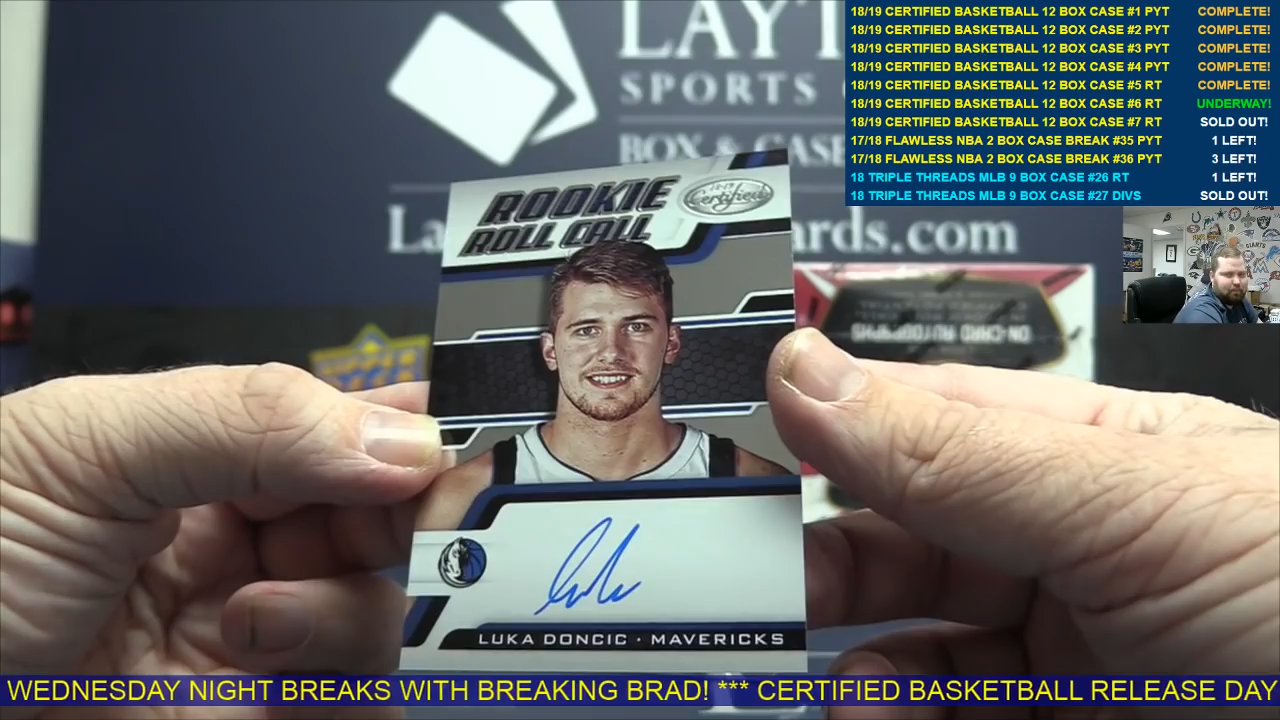 18/19 CERTIFIED BASKETBALL 12 BOX CASE #1 PYT COMPLETE!
18/19 CERTIFIED BASKETBALL 12 BOX CASE #2 PYT COMPLETE!
18/19 CERTIFIED BASKETBALL 12 BOX CASE #3 PYT COMPLETE!
18/19 CERTIFIED BASKETBALL 12 BOX CASE #4 PYT COMPLETE!
18/19 CERTIFIED BASKETBALL 12 BOX CASE #5 RT COMPLETE!
18/19 CERTIFIED BASKETBALL 12 BOX CASE #6 RT UNDERWAY!
18/19 CERTIFIED BASKETBALL 12 BOX CASE #7 RT SOLD OUT!
17/18 FLAWLESS NBA 2 BOX CASE BREAK #35 PYT 1 LEFT!
17/18 FLAWLESS NBA 2 BOX CASE BREAK #36 PYT 3 LEFT!
18 TRIPLE THREADS MLB 9 BOX CASE #26 RT 1 LEFT!
18 TRIPLE THREADS MLB 9 BOX CASE #27 DIVS SOLD OUT!
LAYT
SPORTS
BOX & CASE
La rds.com
ROOKIE
ROLL CALL
Certified
ON-CARD AUTOGRAPHS
LUKA DONCIC · MAVERICKS
WEDNESDAY NIGHT BREAKS WITH BREAKING BRAD! *** CERTIFIED BASKETBALL RELEASE DAY